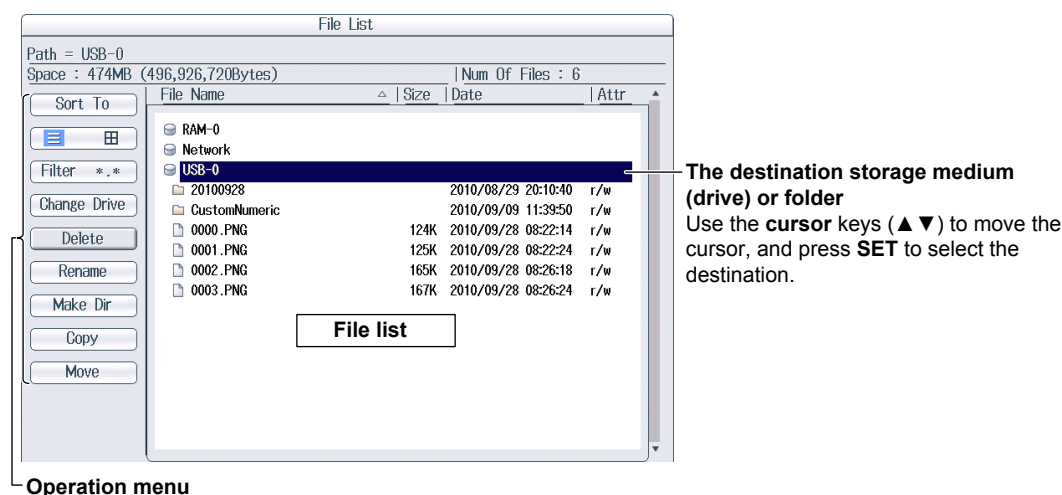 File List
Path = USB-0
Space : 474MB (496,926,720Bytes) Num Of Files : 6
File Name Size Date Attr
RAM-0
Network
USB-0
20100928 2010/08/29 20:10:40 r/w
CustomNumeric 2010/09/09 11:39:50 r/w
0000.PNG 124K 2010/09/28 08:22:14 r/w
0001.PNG 125K 2010/09/28 08:22:24 r/w
0002.PNG 165K 2010/09/28 08:26:18 r/w
0003.PNG 167K 2010/09/28 08:26:24 r/w
File list
Sort To
Filter *.*
Change Drive
Delete
Rename
Make Dir
Copy
Move
Operation menu
The destination storage medium
(drive) or folder
Use the cursor keys (▲▼) to move the
cursor, and press SET to select the
destination.